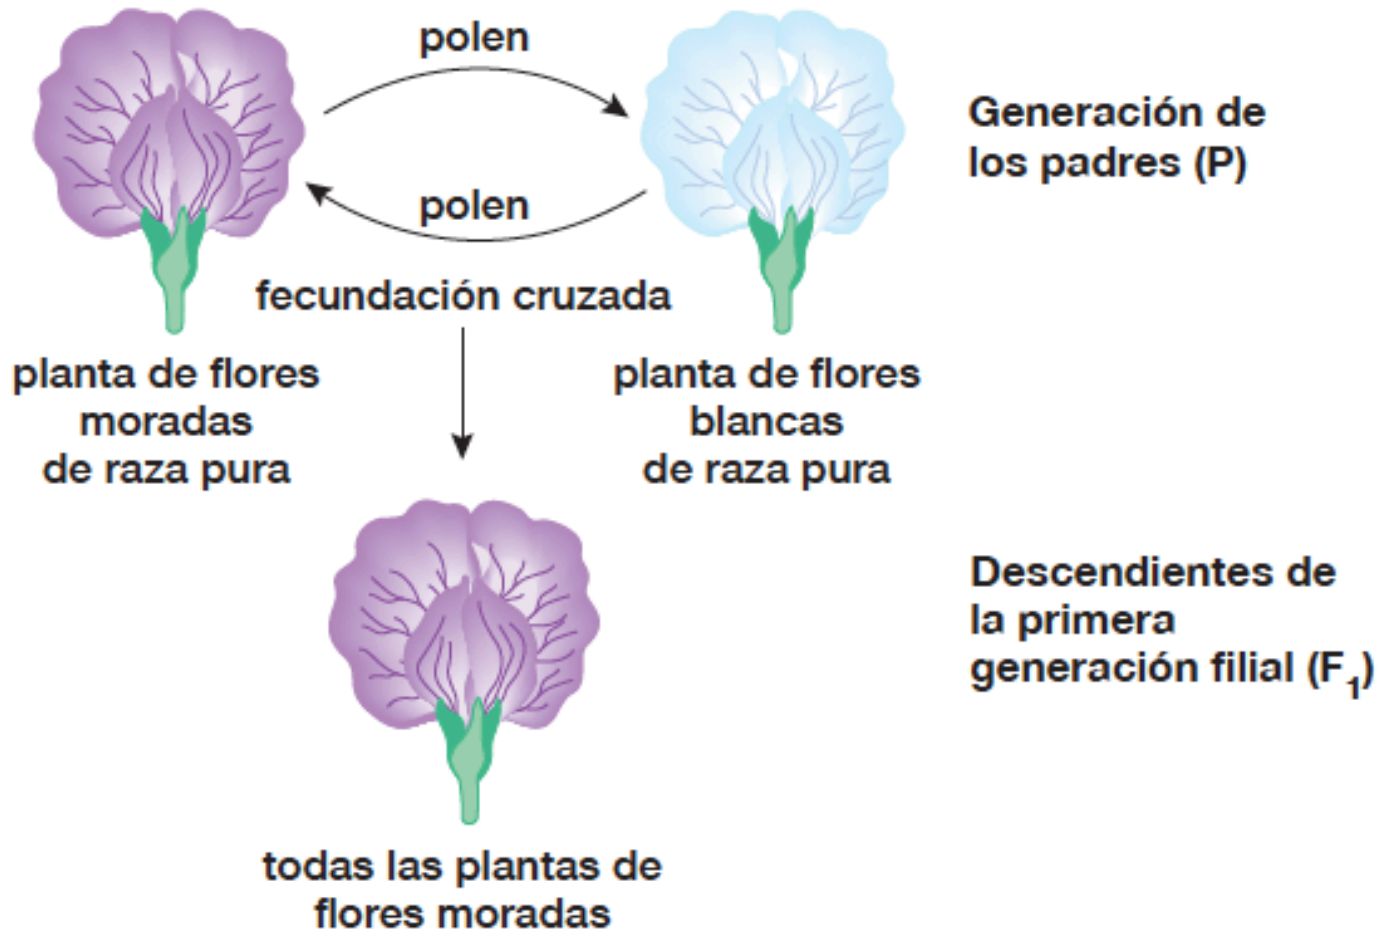 polen
Generación de
los padres (P)
polen
fecundación cruzada
planta de flores
moradas
de raza pura
planta de flores
blancas
de raza pura
Descendientes de
la primera
generación filial (F₁)
todas las plantas de
flores moradas